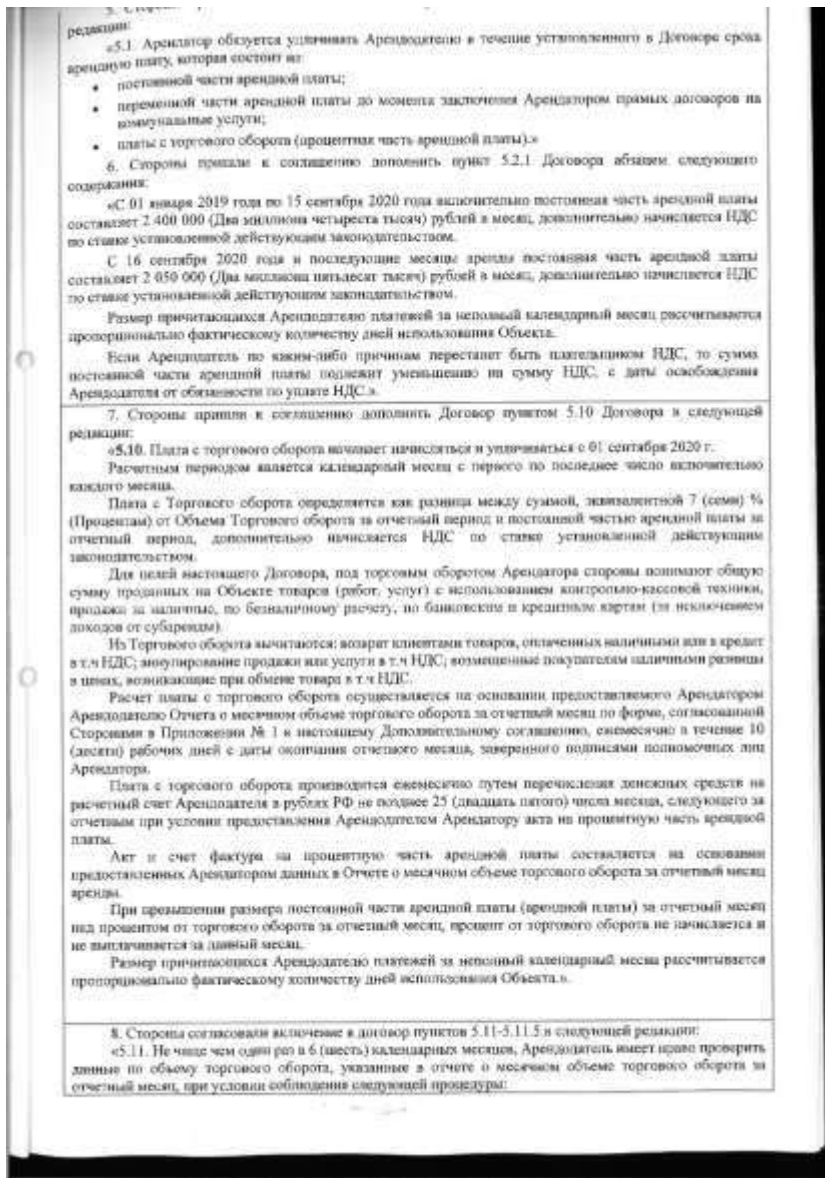 редакции:
«5.1. Арендатор обязуется уплачивать Арендодателю в течение установленного в Договоре срока
арендную плату, которая состоит из:
• постоянной части арендной платы;
• переменной части арендной платы до момента заключения Арендатором прямых договоров на
коммунальные услуги;
• платы с торгового оборота (процентная часть арендной платы).»
6. Стороны пришли к соглашению дополнить пункт 5.2.1 Договора абзацем следующего
содержания:
«С 01 января 2019 года по 15 сентября 2020 года включительно постоянная часть арендной платы
составляет 2 400 000 (Два миллиона четыреста тысяч) рублей в месяц, дополнительно начисляется НДС
по ставке установленной действующим законодательством.
С 16 сентября 2020 года и последующие месяцы аренды постоянная часть арендной платы
составляет 2 050 000 (Два миллиона пятьдесят тысяч) рублей в месяц, дополнительно начисляется НДС
по ставке установленной действующим законодательством.
Размер причитающихся Арендодателю платежей за неполный календарный месяц рассчитывается
пропорционально фактическому количеству дней использования Объекта.
Если Арендодатель по каким-либо причинам перестанет быть плательщиком НДС, то сумма
постоянной части арендной платы подлежит уменьшению на сумму НДС, с даты освобождения
Арендодателя от обязанности по уплате НДС.».
7. Стороны пришли к соглашению дополнить Договор пунктом 5.10 Договора в следующей
редакции:
«5.10. Плата с торгового оборота начинает начисляться и уплачиваться с 01 сентября 2020 г.
Расчетным периодом является календарный месяц с первого по последнее число включительно
каждого месяца.
Плата с Торгового оборота определяется как разница между суммой, эквивалентной 7 (семи) %
(Процентам) от Объема Торгового оборота за отчетный период и постоянной частью арендной платы за
отчетный период, дополнительно начисляется НДС по ставке установленной действующим
законодательством.
Для целей настоящего Договора, под торговым оборотом Арендатора стороны понимают общую
сумму проданных на Объекте товаров (работ, услуг) с использованием контрольно-кассовой техники,
продажи за наличные, по безналичному расчету, по банковским и кредитным картам (за исключением
доходов от субаренды).
Из Торгового оборота вычитаются: возврат клиентами товаров, оплаченных наличными или в кредит
в т.ч НДС; аннулирование продажи или услуги в т.ч НДС; возмещенные покупателям наличными разницы
в ценах, возникающие при обмене товара в т.ч НДС.
Расчет платы с торгового оборота осуществляется на основании предоставляемого Арендатором
Арендодателю Отчета о месячном объеме торгового оборота за отчетный месяц по форме, согласованной
Сторонами в Приложении № 1 к настоящему Дополнительному соглашению, ежемесячно в течение 10
(десяти) рабочих дней с даты окончания отчетного месяца, заверенного подписями полномочных лиц
Арендатора.
Плата с торгового оборота производится ежемесячно путем перечисления денежных средств на
расчетный счет Арендодателя в рублях РФ не позднее 25 (двадцать пятого) числа месяца, следующего за
отчетным при условии предоставления Арендодателем Арендатору акта на процентную часть арендной
платы.
Акт и счет фактура на процентную часть арендной платы составляется на основании
предоставленных Арендатором данных в Отчете о месячном объеме торгового оборота за отчетный месяц
аренды.
При превышении размера постоянной части арендной платы (арендной платы) за отчетный месяц
над процентом от торгового оборота за отчетный месяц, процент от торгового оборота не начисляется и
не выплачивается за данный месяц.
Размер причитающихся Арендодателю платежей за неполный календарный месяц рассчитывается
пропорционально фактическому количеству дней использования Объекта.».
8. Стороны согласовали включение в договор пунктов 5.11-5.11.5 в следующей редакции:
«5.11. Не чаще чем один раз в 6 (шесть) календарных месяцев, Арендодатель имеет право проверить
данные по объему торгового оборота, указанные в отчете о месячном объеме торгового оборота за
отчетный месяц, при условии соблюдения следующей процедуры: